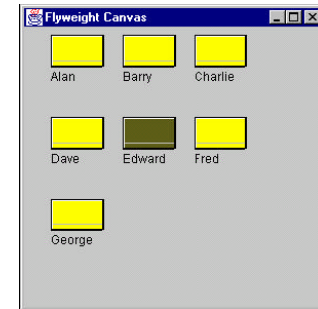 Flyweight Canvas
Alan Barry Charlie
Dave Edward Fred
George